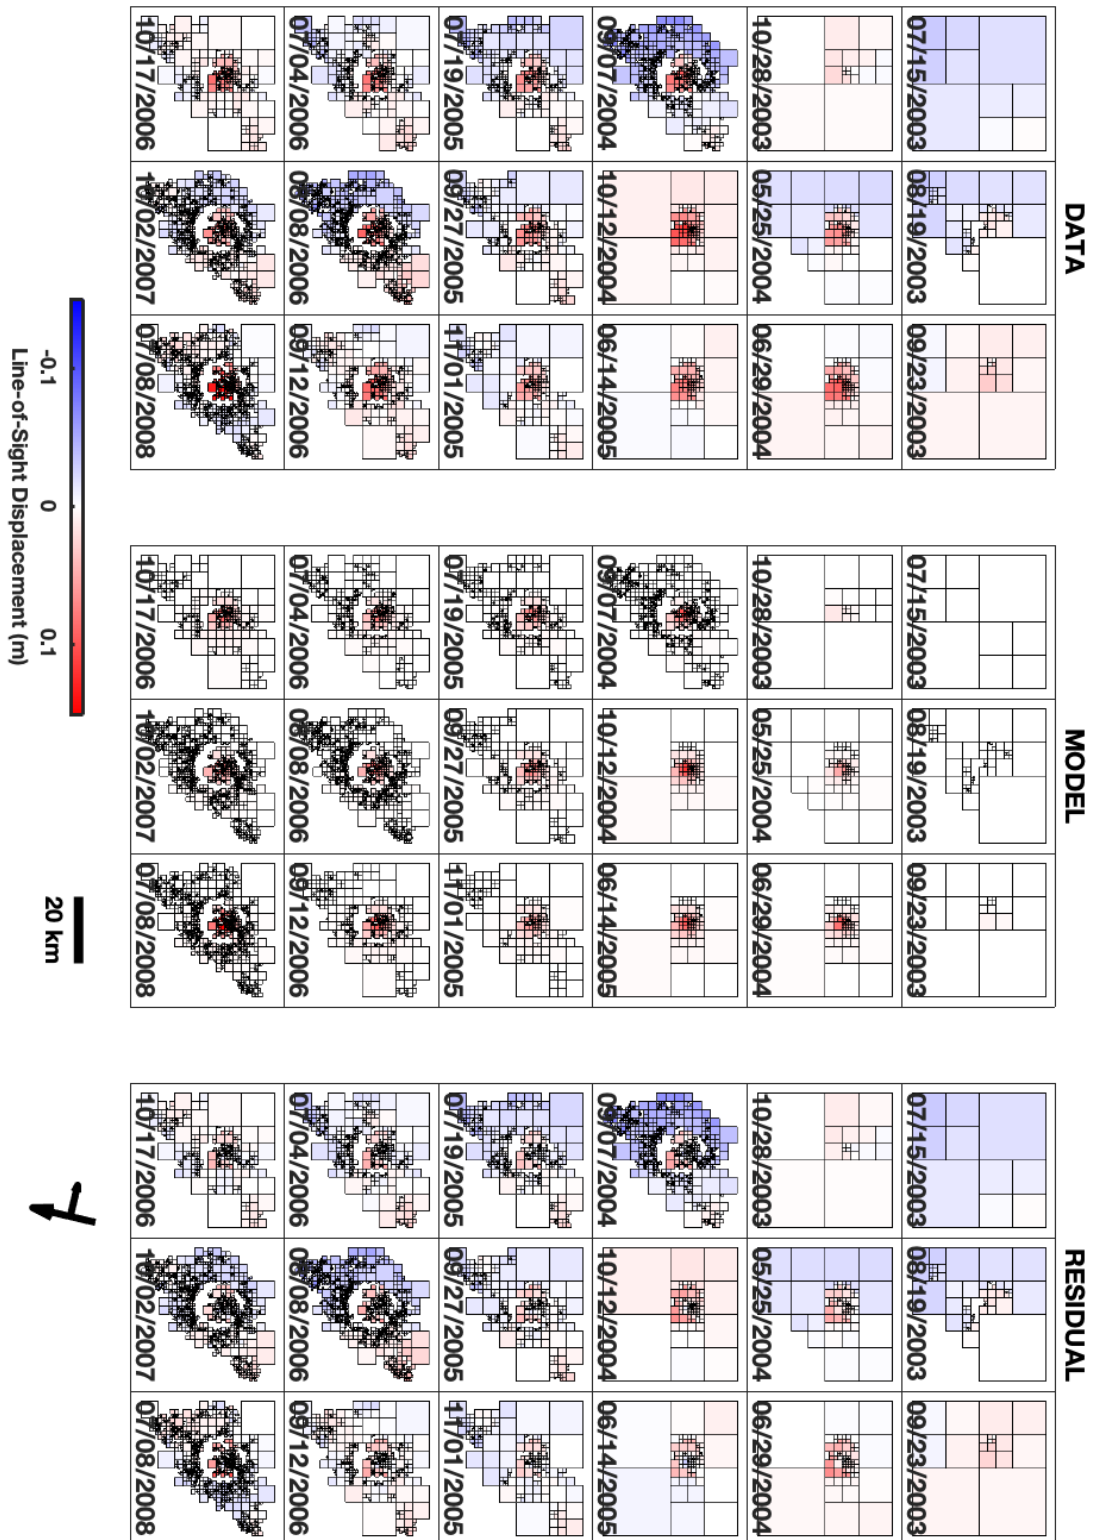 DATA MODEL RESIDUAL
07/15/2003 08/19/2003 09/23/2003 07/15/2003 08/19/2003 09/23/2003 07/15/2003 08/19/2003 09/23/2003
10/28/2003 05/25/2004 06/29/2004 10/28/2003 05/25/2004 06/29/2004 10/28/2003 05/25/2004 06/29/2004
09/07/2004 10/12/2004 06/14/2005 09/07/2004 10/12/2004 06/14/2005 09/07/2004 10/12/2004 06/14/2005
07/19/2005 09/27/2005 11/01/2005 07/19/2005 09/27/2005 11/01/2005 07/19/2005 09/27/2005 11/01/2005
07/04/2006 08/08/2006 09/12/2006 07/04/2006 08/08/2006 09/12/2006 07/04/2006 08/08/2006 09/12/2006
10/17/2006 10/02/2007 07/08/2008 10/17/2006 10/02/2007 07/08/2008 10/17/2006 10/02/2007 07/08/2008
-0.1 0 0.1 20 km
Line-of-Sight Displacement (m)